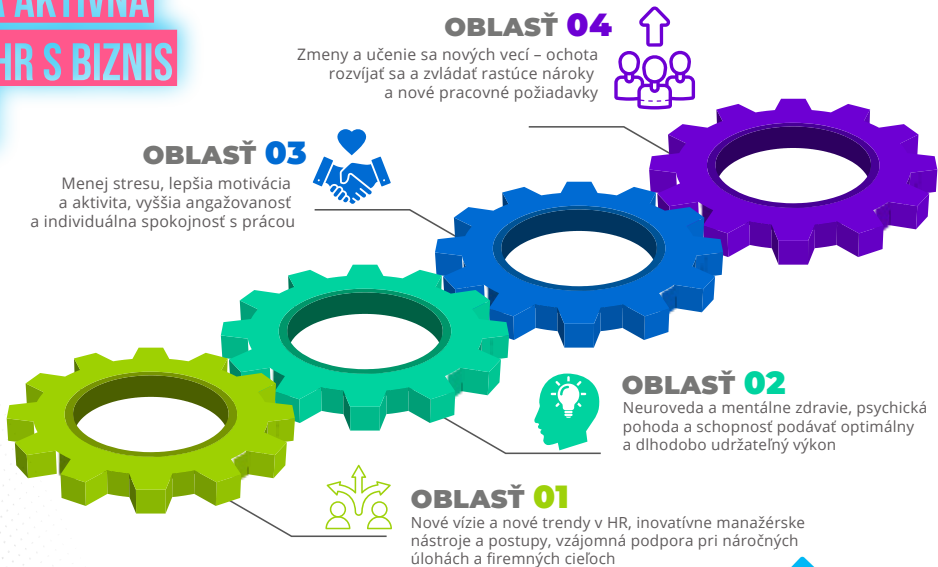 AKTÍVNA
HR S BIZNIS
OBLASŤ 04
Zmeny a učenie sa nových vecí – ochota
rozvíjať sa a zvládať rastúce nároky
a nové pracovné požiadavky
OBLASŤ 03
Menej stresu, lepšia motivácia
a aktivita, vyššia angažovanosť
a individuálna spokojnosť s prácou
OBLASŤ 02
Neuroveda a mentálne zdravie, psychická
pohoda a schopnosť podávať optimálny
a dlhodobo udržateľný výkon
OBLASŤ 01
Nové vízie a nové trendy v HR, inovatívne manažérske
nástroje a postupy, vzájomná podpora pri náročných
úlohách a firemných cieľoch